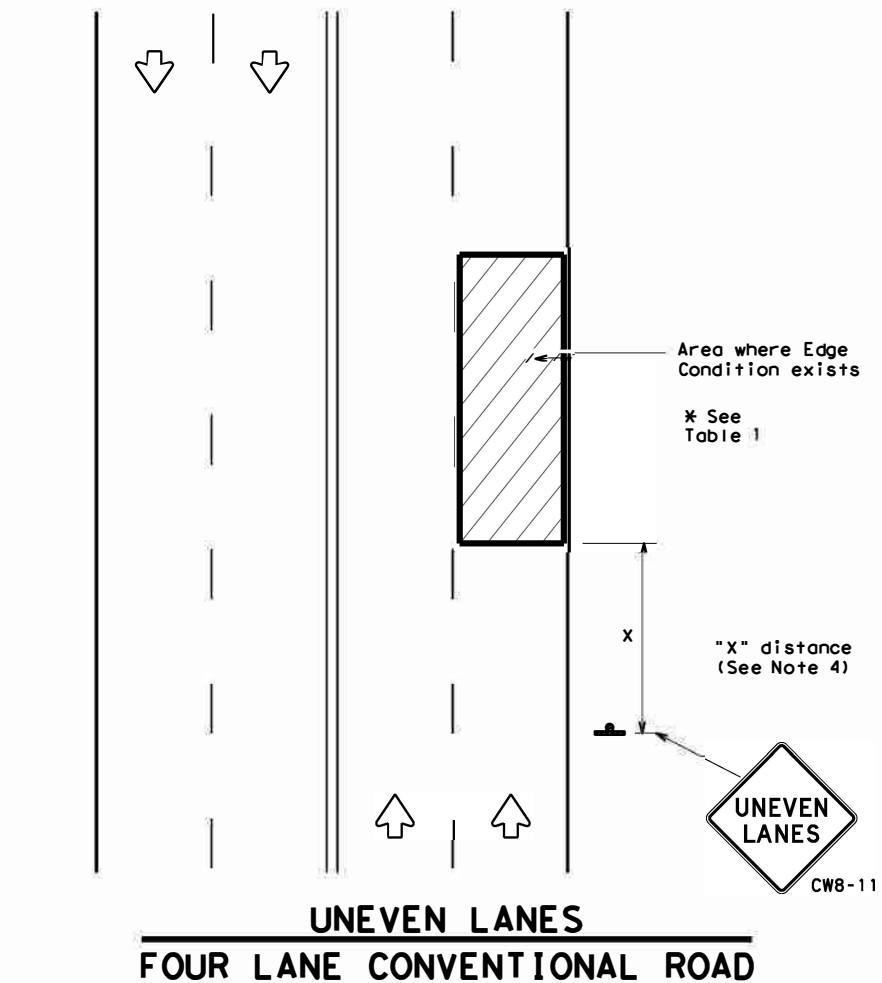 Area where Edge
Condition exists
* See
Table 1
X
"X" distance
(See Note 4)
UNEVEN
LANES
CW8-11
UNEVEN LANES
FOUR LANE CONVENTIONAL ROAD